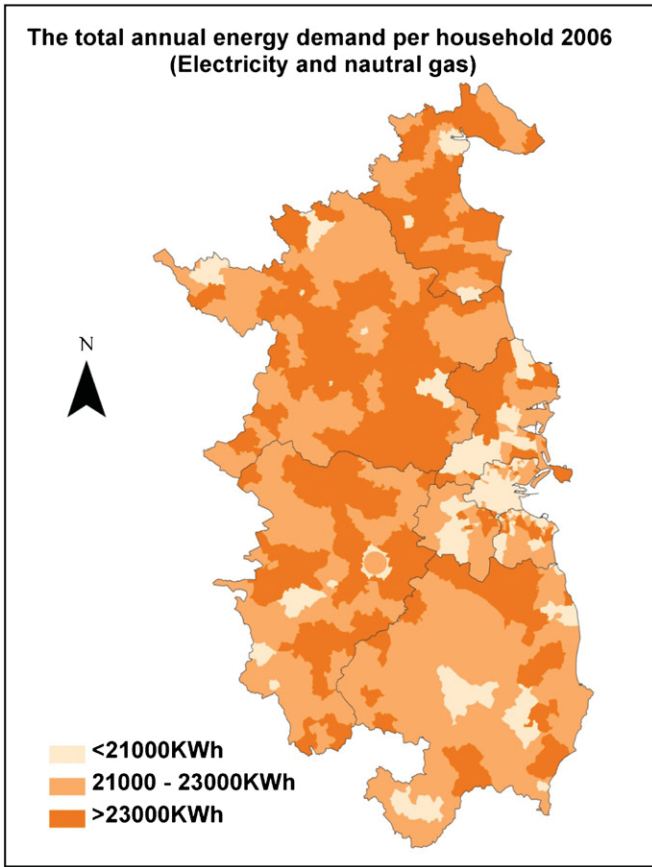 The total annual energy demand per household 2006
(Electricity and nautral gas)
N
<21000KWh
21000 - 23000KWh
>23000KWh